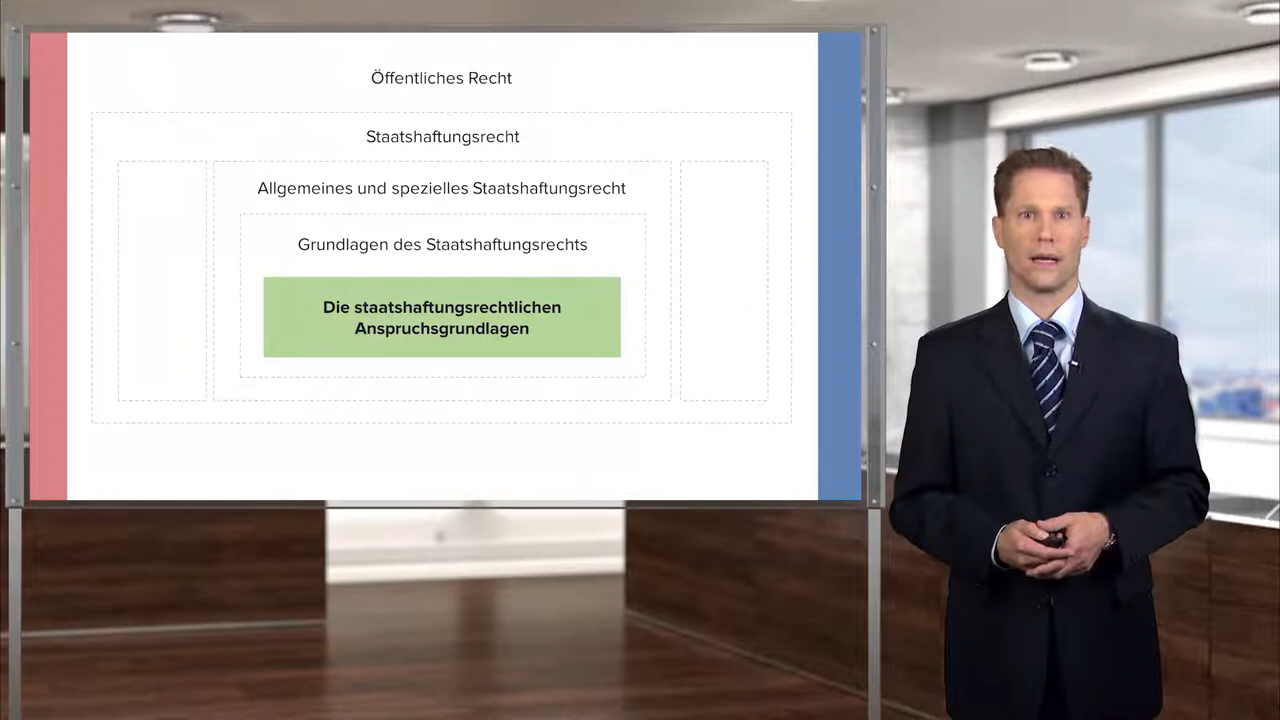 Öffentliches Recht
Staatshaftungsrecht
Allgemeines und spezielles Staatshaftungsrecht
Grundlagen des Staatshaftungsrechts
Die staatshaftungsrechtlichen
Anspruchsgrundlagen